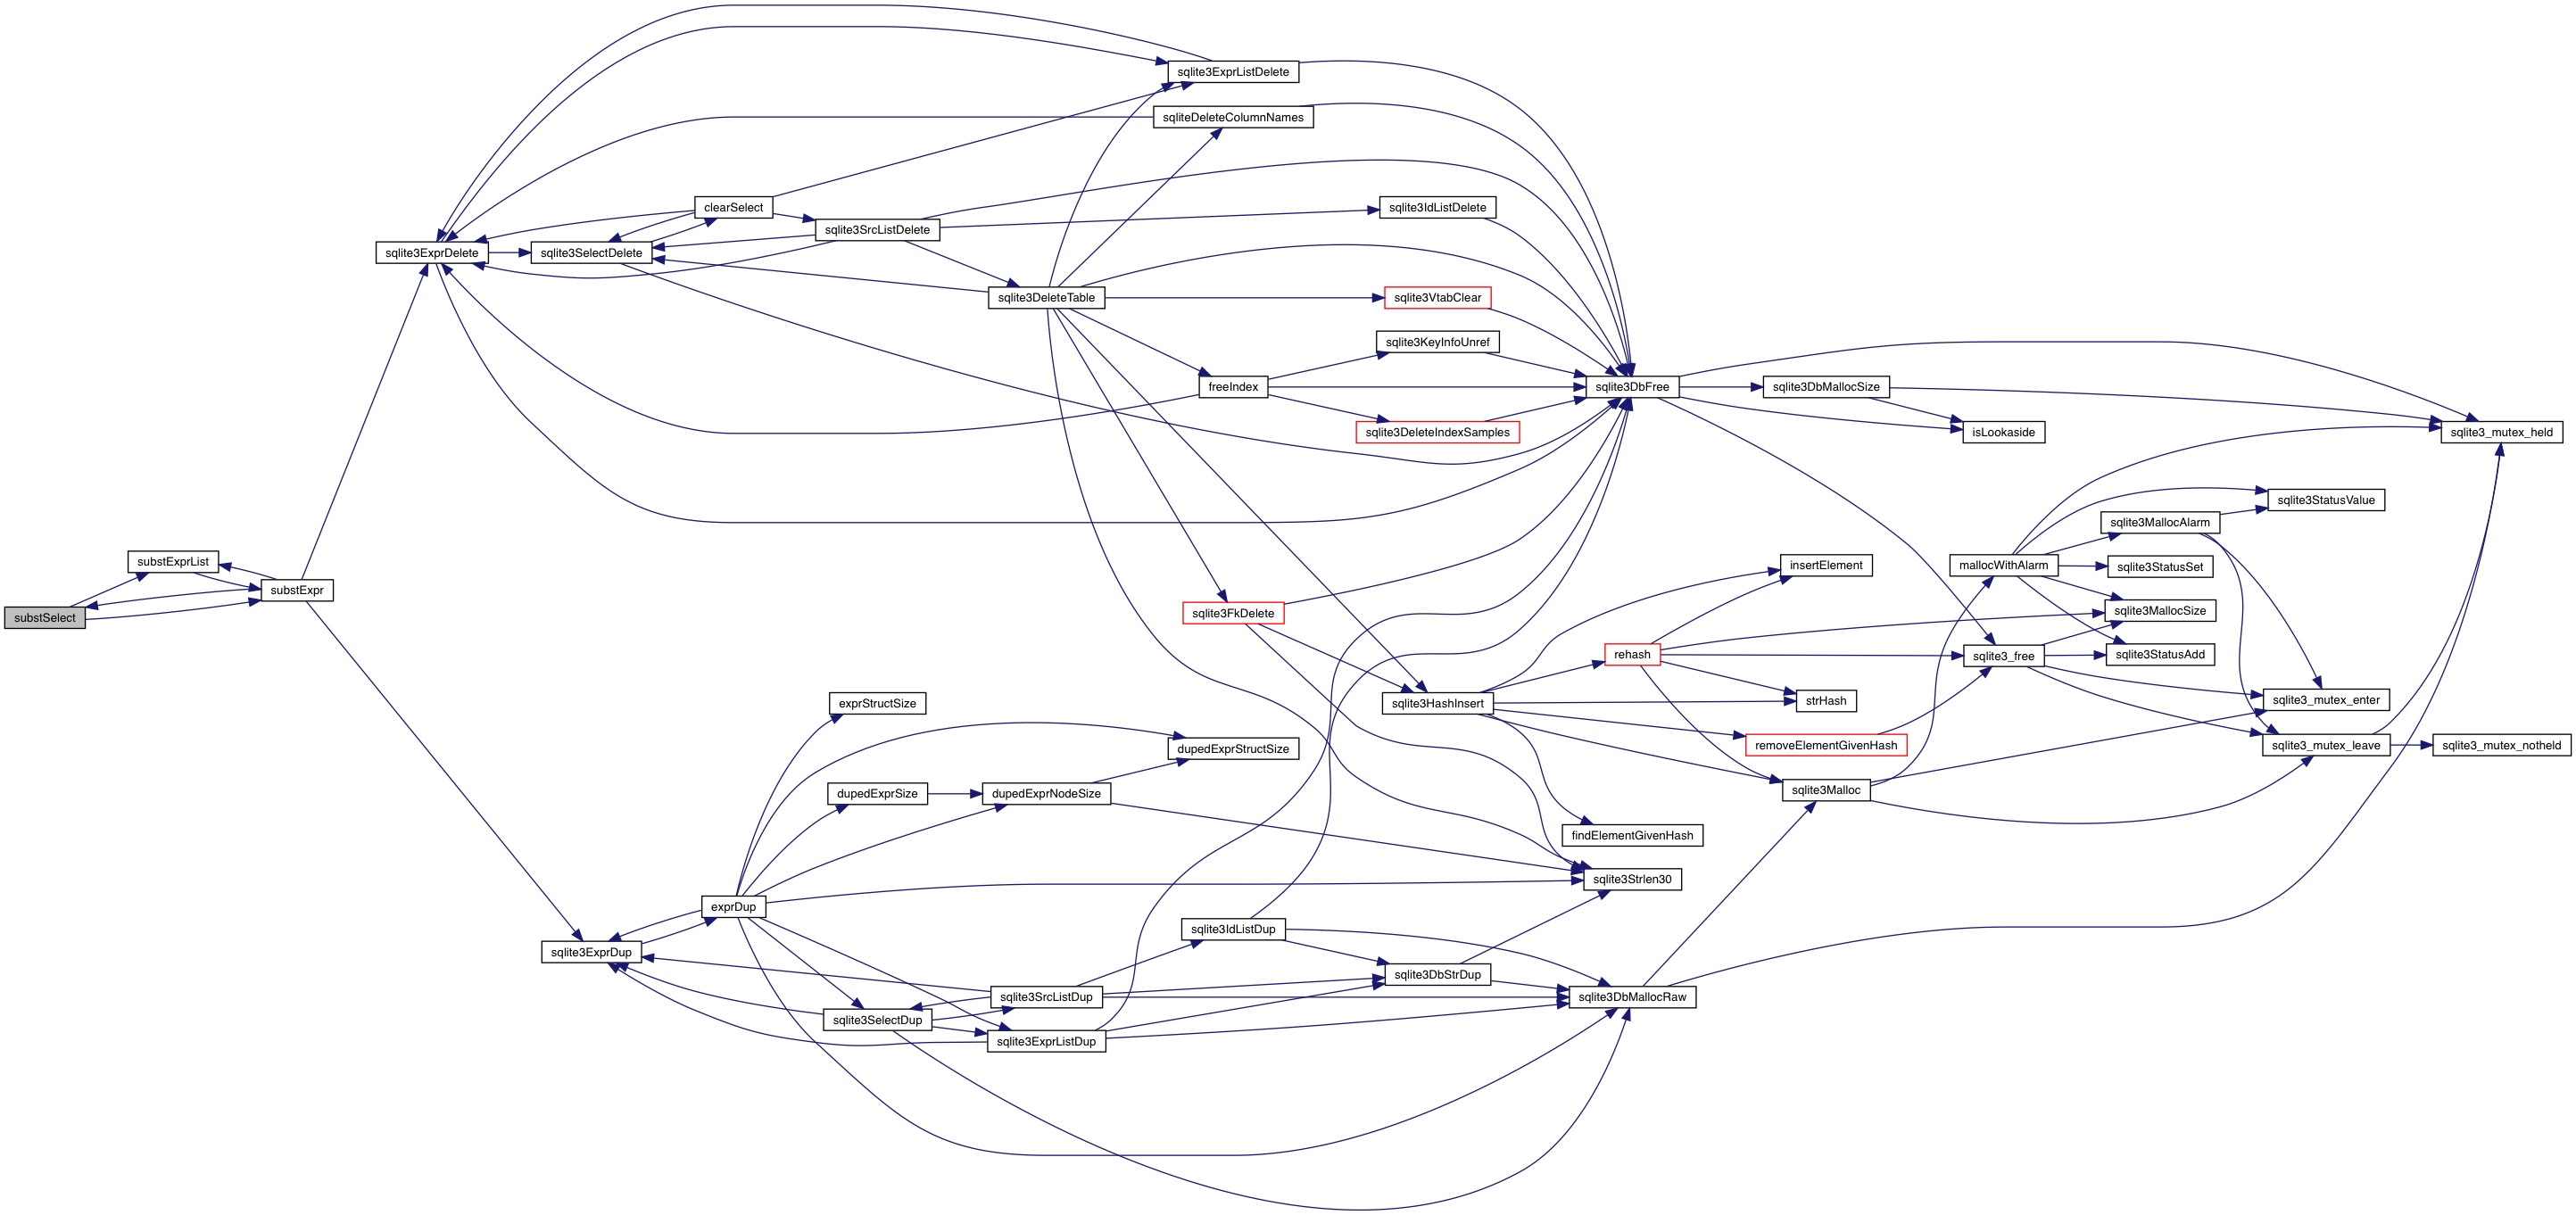 sqlite3ExprListDelete
sqliteDeleteColumnNames
clearSelect
sqlite3IdListDelete
sqlite3SrcListDelete
sqlite3ExprDelete
sqlite3SelectDelete
sqlite3DeleteTable
sqlite3VtabClear
sqlite3KeyInfoUnref
freeIndex
sqlite3DbFree
sqlite3DbMallocSize
sqlite3DeleteIndexSamples
isLookaside
sqlite3_mutex_held
sqlite3StatusValue
sqlite3MallocAlarm
substExprList
insertElement
mallocWithAlarm
sqlite3StatusSet
substExpr
sqlite3MallocSize
substSelect
sqlite3FkDelete
rehash
sqlite3_free
sqlite3StatusAdd
exprStructSize
sqlite3HashInsert
strHash
sqlite3_mutex_enter
dupedExprStructSize
removeElementGivenHash
sqlite3_mutex_leave
sqlite3_mutex_notheld
dupedExprSize
dupedExprNodeSize
sqlite3Malloc
findElementGivenHash
sqlite3Strlen30
exprDup
sqlite3IdListDup
sqlite3ExprDup
sqlite3DbStrDup
sqlite3SrcListDup
sqlite3DbMallocRaw
sqlite3SelectDup
sqlite3ExprListDup